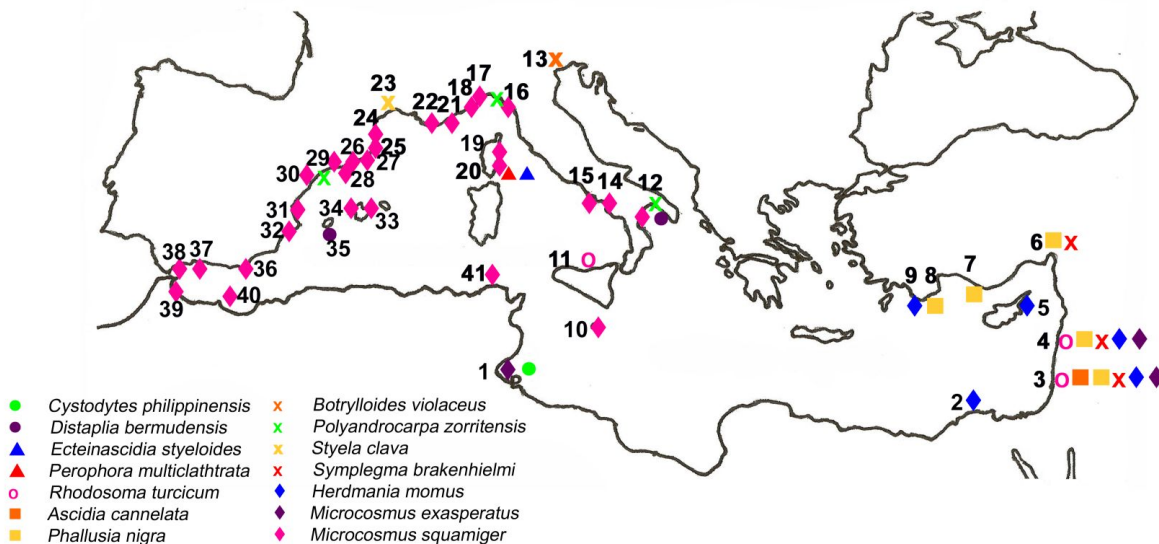 13
17
23
18
16
22 21
24
25
26
27
29
19
30
28
20
15 14 12
31
34
33
32
35
6
11
7
38 37
36
41
9 8
5
39
40
10
4
1
3
2
Cystodytes philippinensis
Distaplia bermudensis
Ecteinascidia styeloides
Perophora multiclathtrata
Rhodosoma turcicum
Ascidia cannelata
Phallusia nigra
Botrylloides violaceus
Polyandrocarpa zorritensis
Styela clava
Symplegma brakenhielmi
Herdmania momus
Microcosmus exasperatus
Microcosmus squamiger